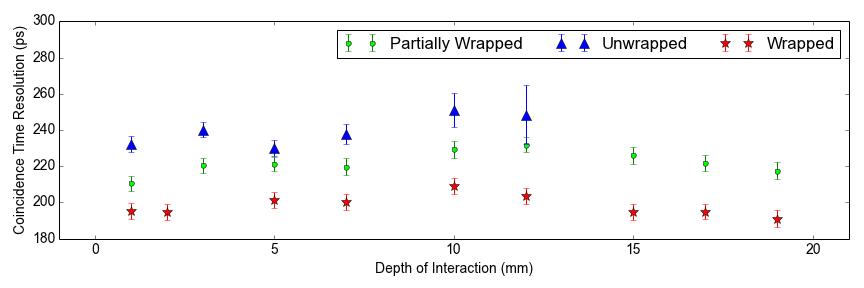 Coincidence Time Resolution (ps)
300
280
260
240
220
200
180
Partially Wrapped Unwrapped Wrapped
0 5 10 15 20
Depth of Interaction (mm)